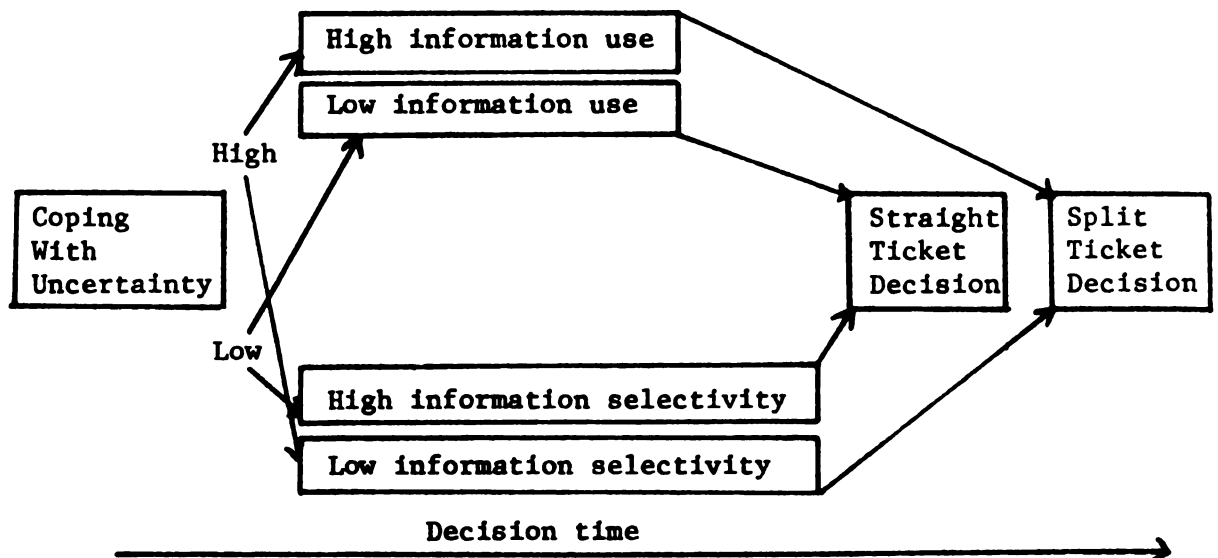 High information use
Low information use
High
Coping
With
Uncertainty
Straight
Ticket
Decision
Split
Ticket
Decision
Low
High information selectivity
Low information selectivity
Decision time